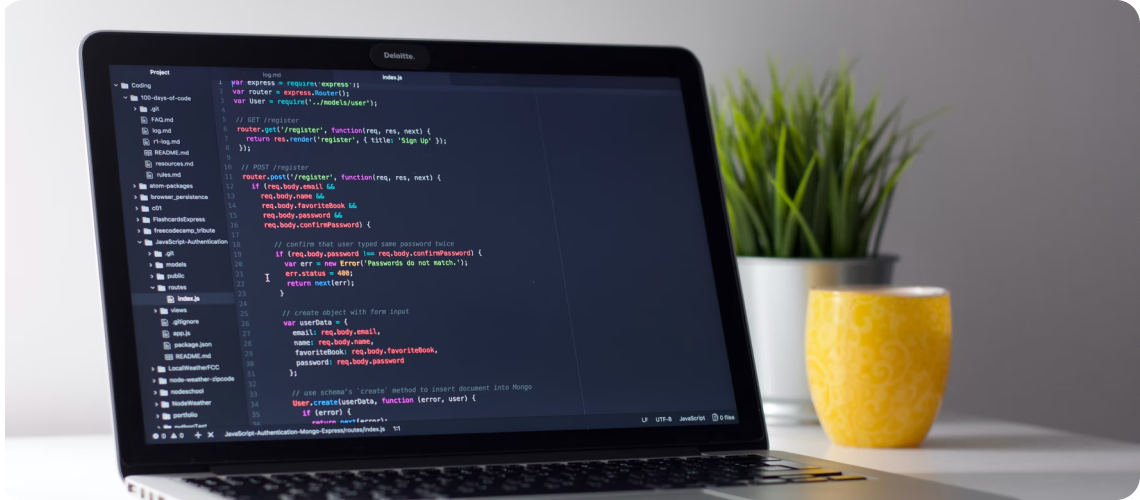 Deloitte.
Project
log.md
index.js
Coding
100-days-of-code
.git
FAQ.md
log.md
r1-log.md
README.md
resources.md
rules.md
atom-packages
browser_persistence
c01
FlashcardsExpress
freecodecamp_tribute
JavaScript-Authentication
.git
models
public
routes
index.js
views
.gitignore
app.js
package.json
README.md
LocalWeatherFCC
node-weather-zipcode
nodeschool
NodeWeather
portfolio
pythonTest
1 var express = require('express');
2 var router = express.Router();
3 var User = require('../models/user');
4
5 // GET /register
6 router.get('/register', function(req, res, next) {
7 return res.render('register', { title: 'Sign Up' });
8 });
9
10 // POST /register
11 router.post('/register', function(req, res, next) {
12 if (req.body.email &&
13 req.body.name &&
14 req.body.favoriteBook &&
15 req.body.password &&
16 req.body.confirmPassword) {
17
18 // confirm that user typed same password twice
19 if (req.body.password !== req.body.confirmPassword) {
20 var err = new Error('Passwords do not match.');
21 err.status = 400;
22 return next(err);
23 }
24
25 // create object with form input
26 var userData = {
27 email: req.body.email,
28 name: req.body.name,
29 favoriteBook: req.body.favoriteBook,
30 password: req.body.password
31 };
32
33 // use schema's `create` method to insert document into Mongo
34 User.create(userData, function (error, user) {
35 if (error) {
return next(error);
0 0 JavaScript-Authentication-Mongo-Express/routes/index.js 1:1
LF UTF-8 JavaScript 0 files